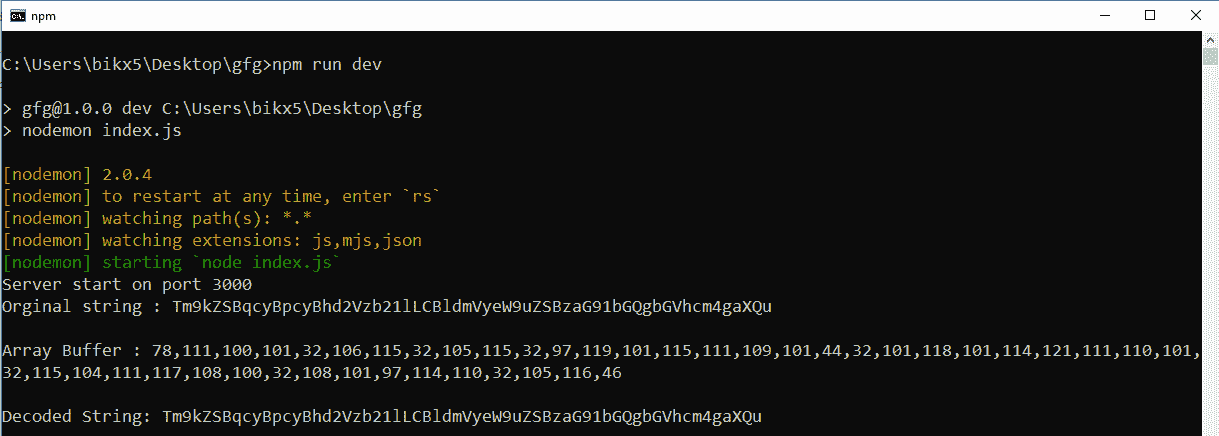 npm
C:\Users\bikx5\Desktop\gfg>npm run dev
> gfg@1.0.0 dev C:\Users\bikx5\Desktop\gfg
> nodemon index.js
[nodemon] 2.0.4
[nodemon] to restart at any time, enter `rs`
[nodemon] watching path(s): *.*
[nodemon] watching extensions: js,mjs,json
[nodemon] starting `node index.js`
Server start on port 3000
Orginal string : Tm9kZSBqcyBpcyBhd2Vzb21lLCBldmVyeW9uZSBzaG91bGQgbGVhcm4gaXQu
Array Buffer : 78,111,100,101,32,106,115,32,105,115,32,97,119,101,115,111,109,101,44,32,101,118,101,114,121,111,110,101,
32,115,104,111,117,108,100,32,108,101,97,114,110,32,105,116,46
Decoded String: Tm9kZSBqcyBpcyBhd2Vzb21lLCBldmVyeW9uZSBzaG91bGQgbGVhcm4gaXQu